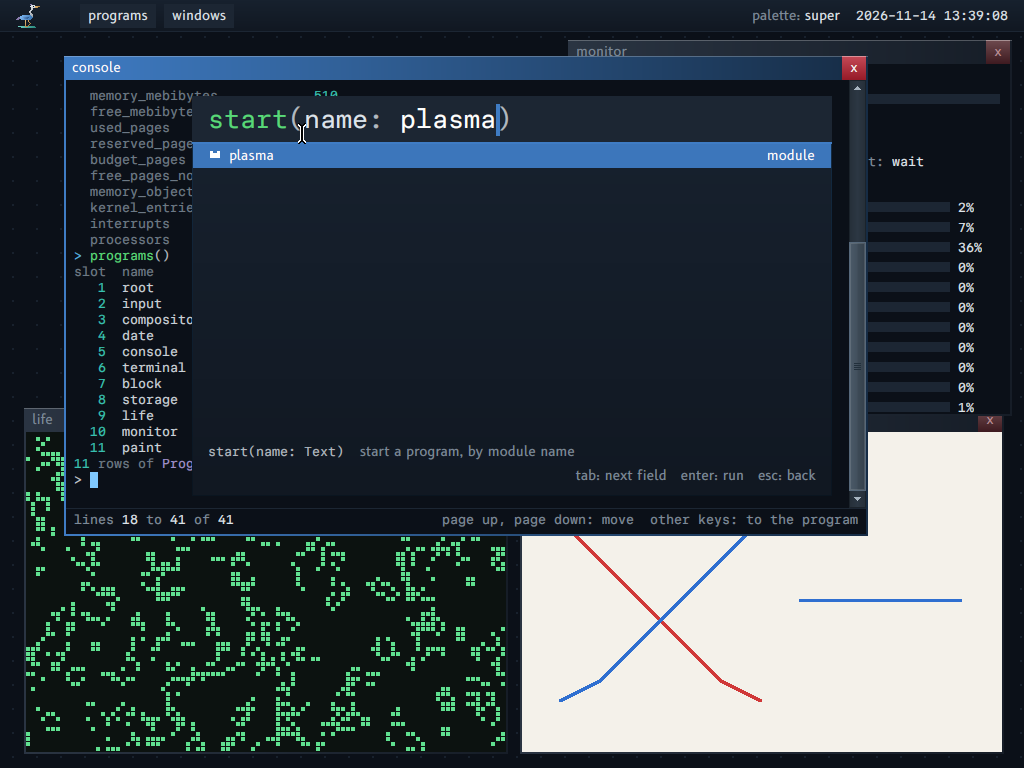 programs windows palette: super 2026-11-14 13:39:08
monitor x
console x
memory_mebibytes 510
free_mebibyte
used_pages
reserved_page
budget_pages
free_pages_no
memory_object
kernel_entrie
interrupts
processors
> programs()
slot name
1 root
2 input
3 composito
4 date
5 console
6 terminal
7 block
8 storage
9 life
10 monitor
11 paint
11 rows of Prog
>
start(name: plasma)
plasma module
start(name: Text) start a program, by module name
tab: next field enter: run esc: back
lines 18 to 41 of 41 page up, page down: move other keys: to the program
t: wait
2%
7%
36%
0%
0%
0%
0%
0%
0%
0%
1%
life x